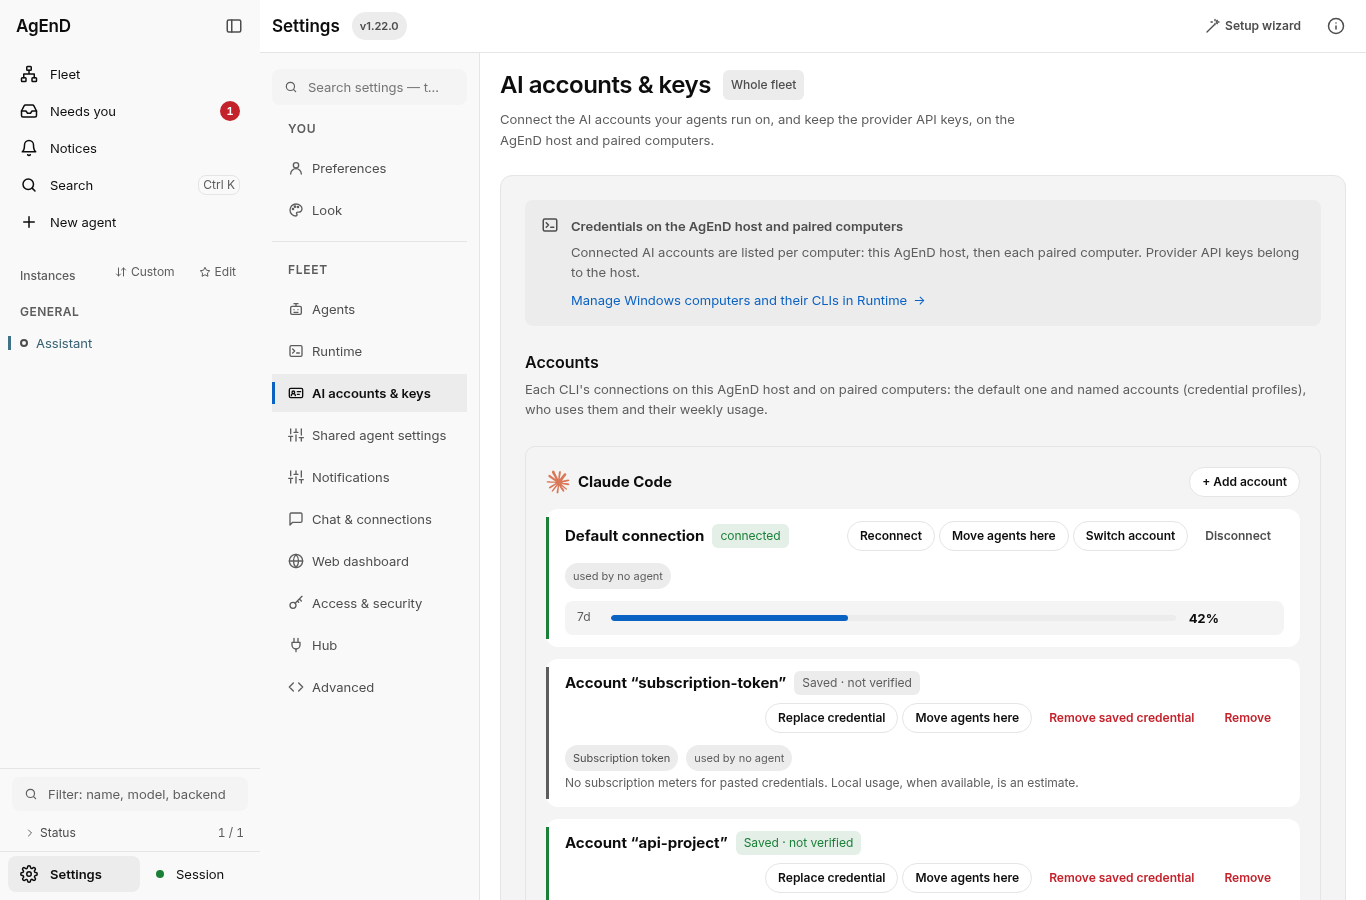 AgEnD
Fleet
Needs you
1
Notices
Search
Ctrl K
New agent
Instances
Custom
Edit
GENERAL
Assistant
Filter: name, model, backend
Status
1 / 1
Settings
Session
Settings
v1.22.0
Setup wizard
Search settings — t...
YOU
Preferences
Look
FLEET
Agents
Runtime
AI accounts & keys
Shared agent settings
Notifications
Chat & connections
Web dashboard
Access & security
Hub
Advanced
AI accounts & keys
Whole fleet
Connect the AI accounts your agents run on, and keep the provider API keys, on the
AgEnD host and paired computers.
Credentials on the AgEnD host and paired computers
Connected AI accounts are listed per computer: this AgEnD host, then each paired computer. Provider API keys belong
to the host.
Manage Windows computers and their CLIs in Runtime →
Accounts
Each CLI's connections on this AgEnD host and on paired computers: the default one and named accounts (credential profiles),
who uses them and their weekly usage.
Claude Code
+ Add account
Default connection
connected
Reconnect
Move agents here
Switch account
Disconnect
used by no agent
7d
42%
Account “subscription-token”
Saved · not verified
Replace credential
Move agents here
Remove saved credential
Remove
Subscription token
used by no agent
No subscription meters for pasted credentials. Local usage, when available, is an estimate.
Account “api-project”
Saved · not verified
Replace credential
Move agents here
Remove saved credential
Remove